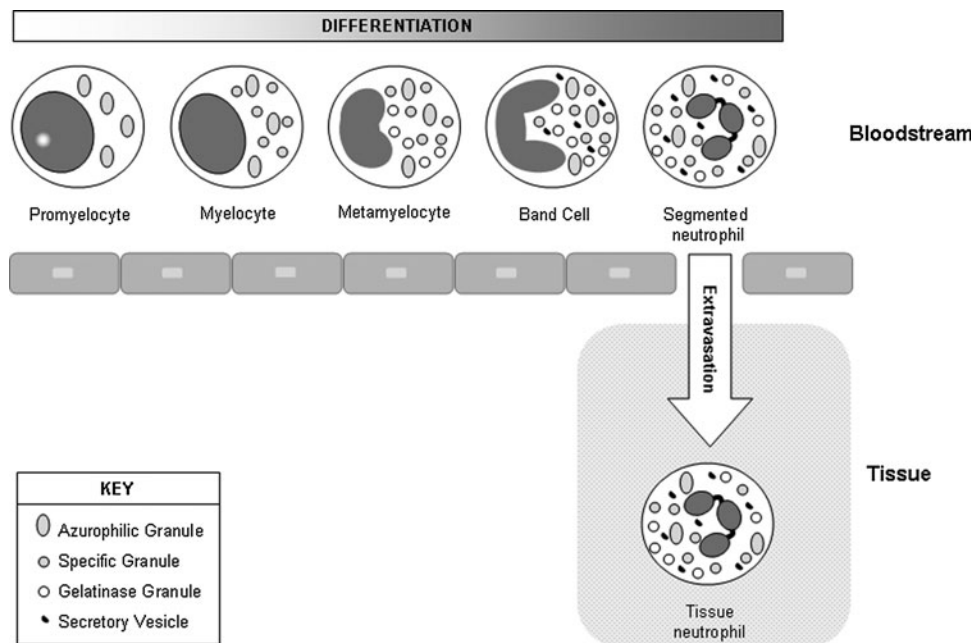 DIFFERENTIATION
Bloodstream
Promyelocyte
Myelocyte
Metamyelocyte
Band Cell
Segmented
neutrophil
Extravasation
Tissue
KEY
Azurophilic Granule
Specific Granule
Gelatinase Granule
Secretory Vesicle
Tissue
neutrophil